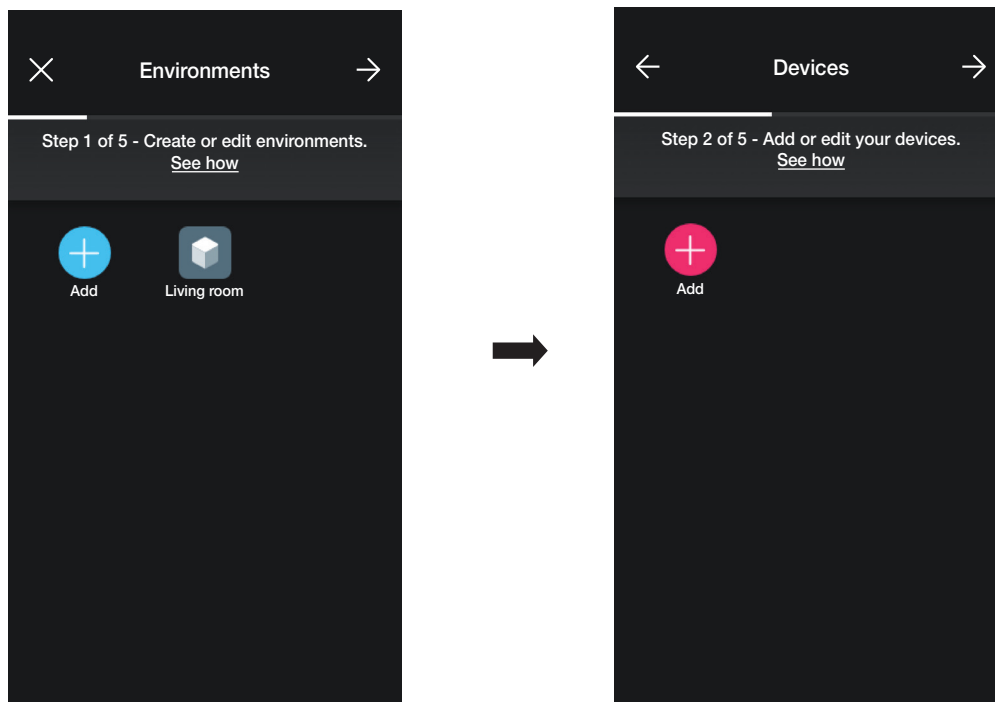 Environments
Step 1 of 5 - Create or edit environments.
See how
Add
Living room
Devices
Step 2 of 5 - Add or edit your devices.
See how
Add